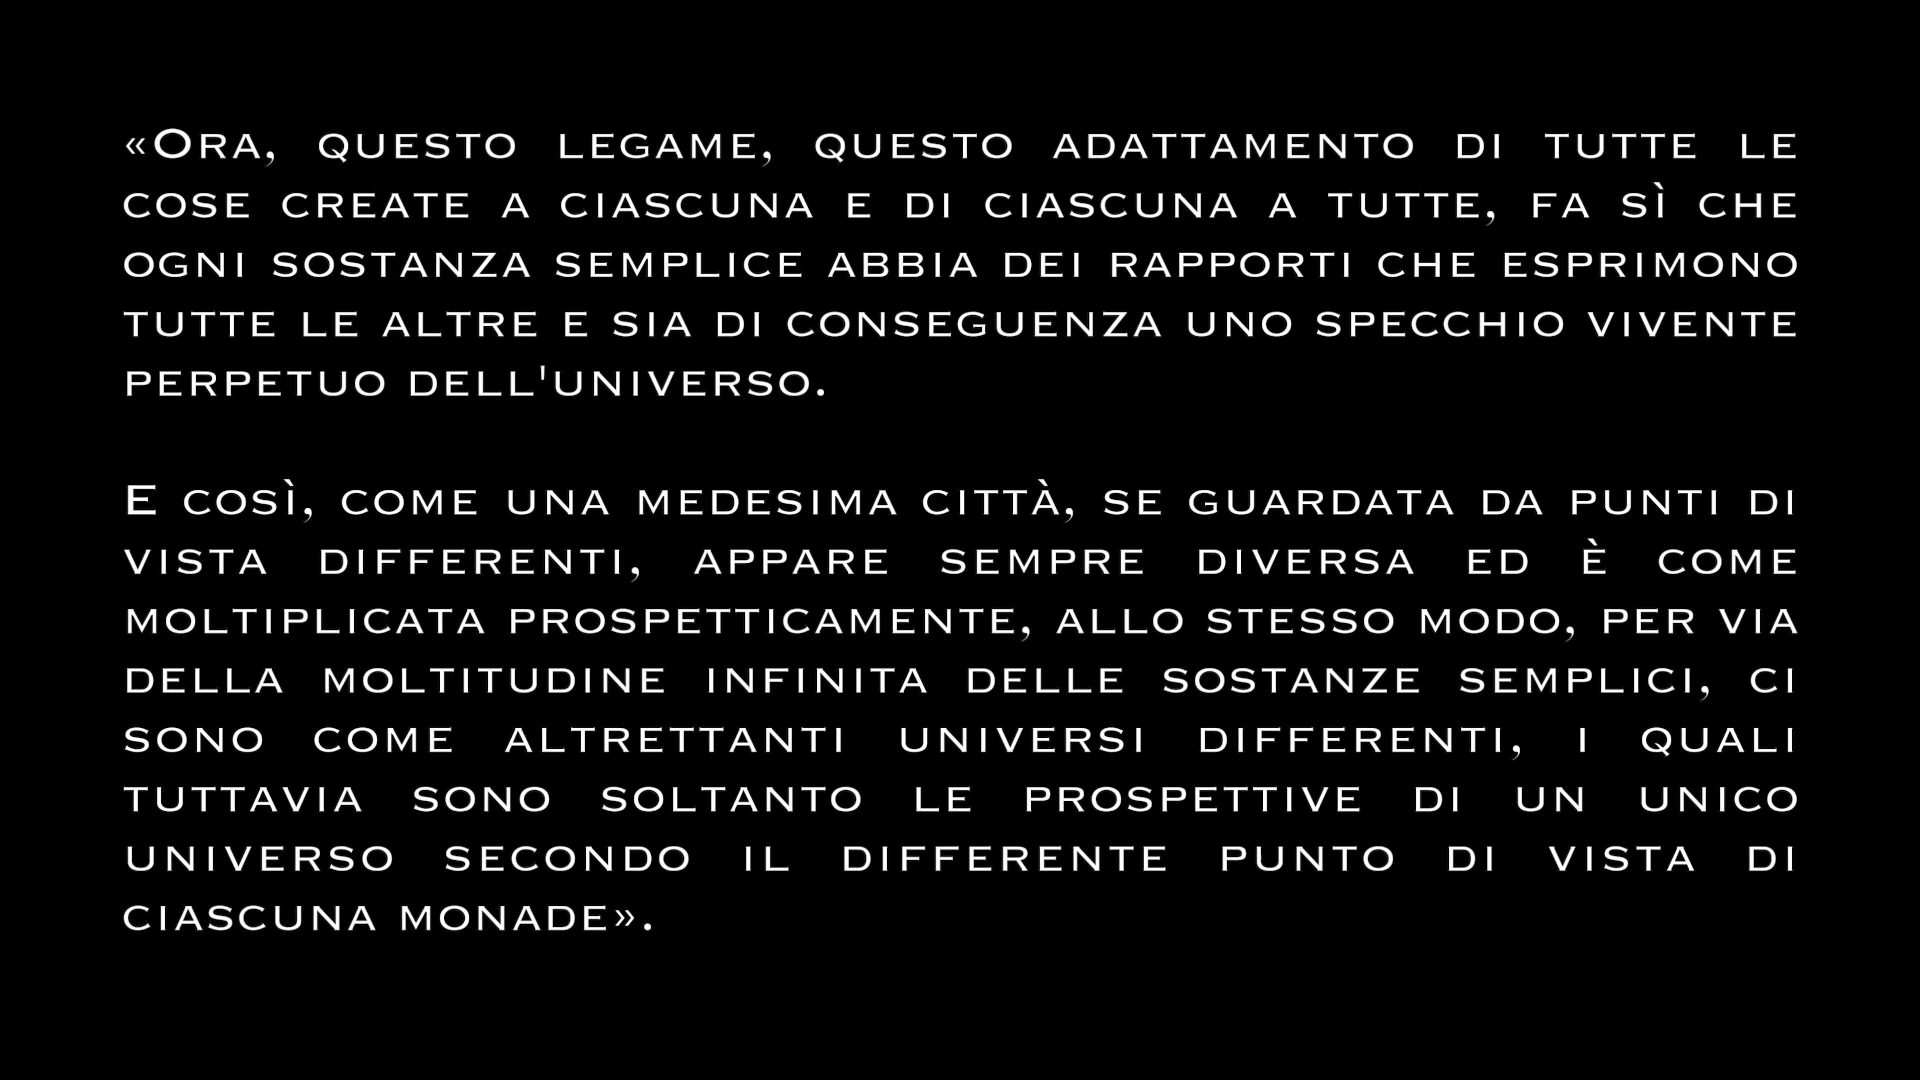 «Ora, questo legame, questo adattamento di tutte le
cose create a ciascuna e di ciascuna a tutte, fa sì che
ogni sostanza semplice abbia dei rapporti che esprimono
tutte le altre e sia di conseguenza uno specchio vivente
perpetuo dell'universo.
E così, come una medesima città, se guardata da punti di
vista differenti, appare sempre diversa ed è come
moltiplicata prospetticamente, allo stesso modo, per via
della moltitudine infinita delle sostanze semplici, ci
sono come altrettanti universi differenti, i quali
tuttavia sono soltanto le prospettive di un unico
universo secondo il differente punto di vista di
ciascuna monade».